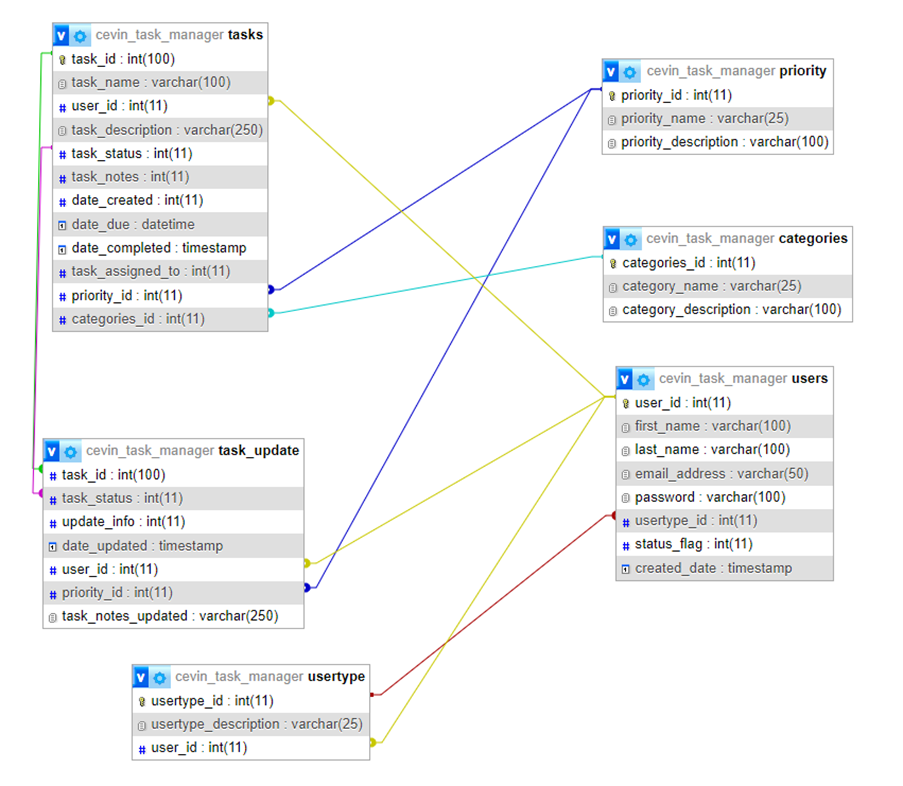 cevin_task_manager tasks
task_id : int(100)
task_name : varchar(100)
# user_id : int(11)
task_description : varchar(250)
# task_status : int(11)
# task_notes : int(11)
# date_created : int(11)
date_due : datetime
date_completed : timestamp
# task_assigned_to : int(11)
# priority_id : int(11)
# categories_id : int(11)
cevin_task_manager priority
priority_id : int(11)
priority_name : varchar(25)
priority_description : varchar(100)
cevin_task_manager categories
categories_id : int(11)
category_name : varchar(25)
category_description : varchar(100)
cevin_task_manager users
user_id : int(11)
first_name : varchar(100)
last_name : varchar(100)
email_address : varchar(50)
password : varchar(100)
# usertype_id : int(11)
# status_flag : int(11)
created_date : timestamp
cevin_task_manager task_update
# task_id : int(100)
# task_status : int(11)
# update_info : int(11)
date_updated : timestamp
# user_id : int(11)
# priority_id : int(11)
task_notes_updated : varchar(250)
cevin_task_manager usertype
usertype_id : int(11)
usertype_description : varchar(25)
# user_id : int(11)